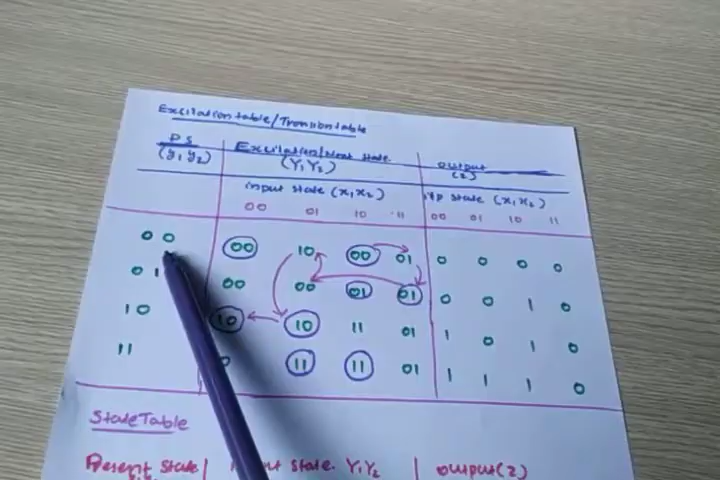 Excitation table/Transion table
PS Excitation/Next state output
(y1y2) (Y1Y2) (z)
input state (x1x2) i/p state (x1x2)
00 01 10 11 00 01 10 11
00 00 10 00 01 0 0 0 0
01 00 00 01 01 0 0 1 0
10 10 10 11 01 1 0 1 0
11 0 11 11 01 1 1 1 0
State Table
Present state state Y1Y2 output(z)